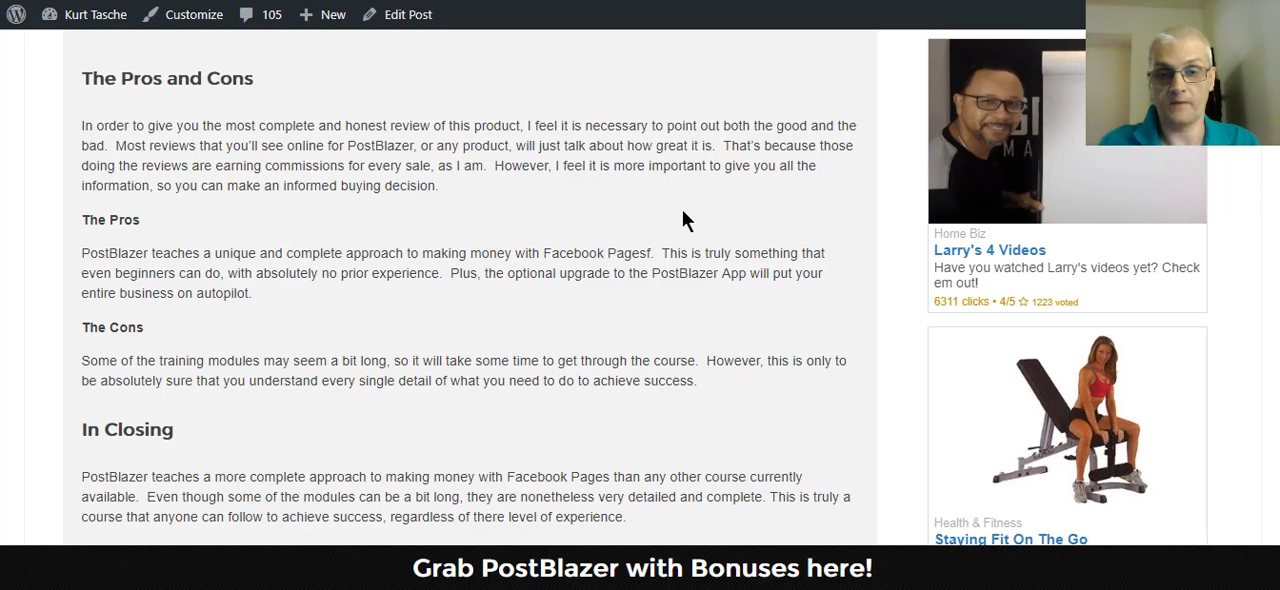 Kurt Tasche Customize 105 New Edit Post
The Pros and Cons
In order to give you the most complete and honest review of this product, I feel it is necessary to point out both the good and the
bad. Most reviews that you'll see online for PostBlazer, or any product, will just talk about how great it is. That's because those
doing the reviews are earning commissions for every sale, as I am. However, I feel it is more important to give you all the
information, so you can make an informed buying decision.
The Pros
PostBlazer teaches a unique and complete approach to making money with Facebook Pagesf. This is truly something that
even beginners can do, with absolutely no prior experience. Plus, the optional upgrade to the PostBlazer App will put your
entire business on autopilot.
The Cons
Some of the training modules may seem a bit long, so it will take some time to get through the course. However, this is only to
be absolutely sure that you understand every single detail of what you need to do to achieve success.
In Closing
PostBlazer teaches a more complete approach to making money with Facebook Pages than any other course currently
available. Even though some of the modules can be a bit long, they are nonetheless very detailed and complete. This is truly a
course that anyone can follow to achieve success, regardless of there level of experience.
M A
Home Biz
Larry's 4 Videos
Have you watched Larry's videos yet? Check
em out!
6311 clicks • 4/5 ☆ 1223 voted
Health & Fitness
Staying Fit On The Go
Grab PostBlazer with Bonuses here!